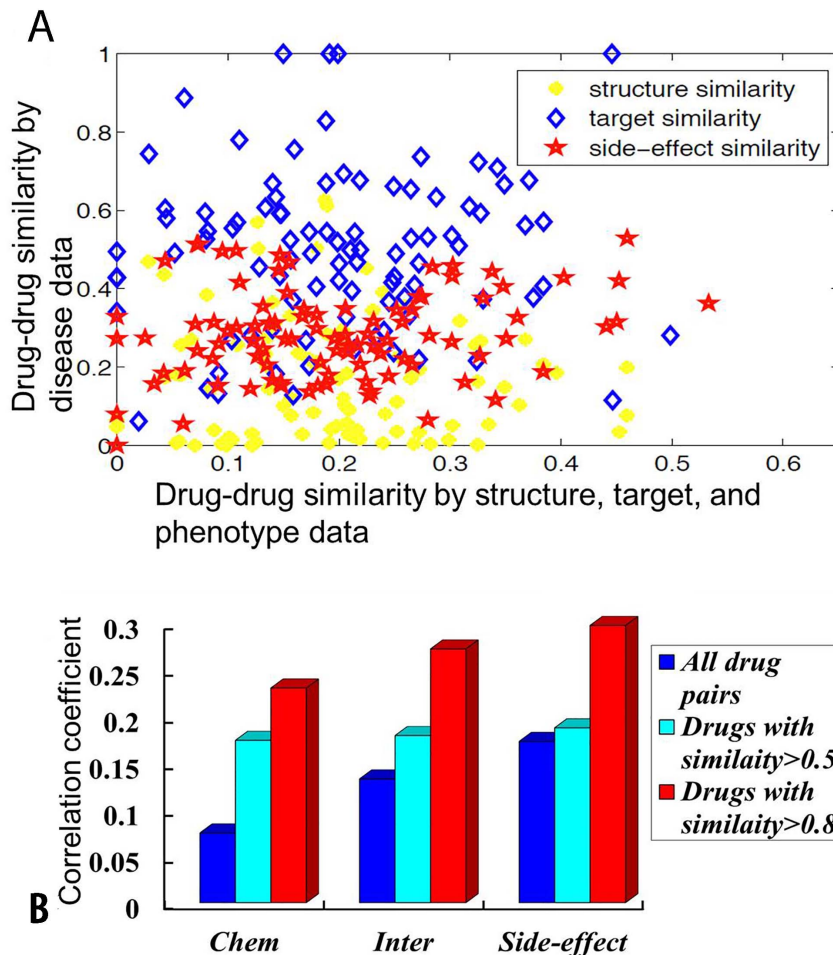 A
Drug-drug similarity by
disease data
1
0.8
0.6
0.4
0.2
0
0 0.1 0.2 0.3 0.4 0.5 0.6
structure similarity
target similarity
side-effect similarity
Drug-drug similarity by structure, target, and
phenotype data
B
Correlation coefficient
0.3
0.25
0.2
0.15
0.1
0.05
0
Chem Inter Side-effect
All drug
pairs
Drugs with
similaity>0.5
Drugs with
similaity>0.8